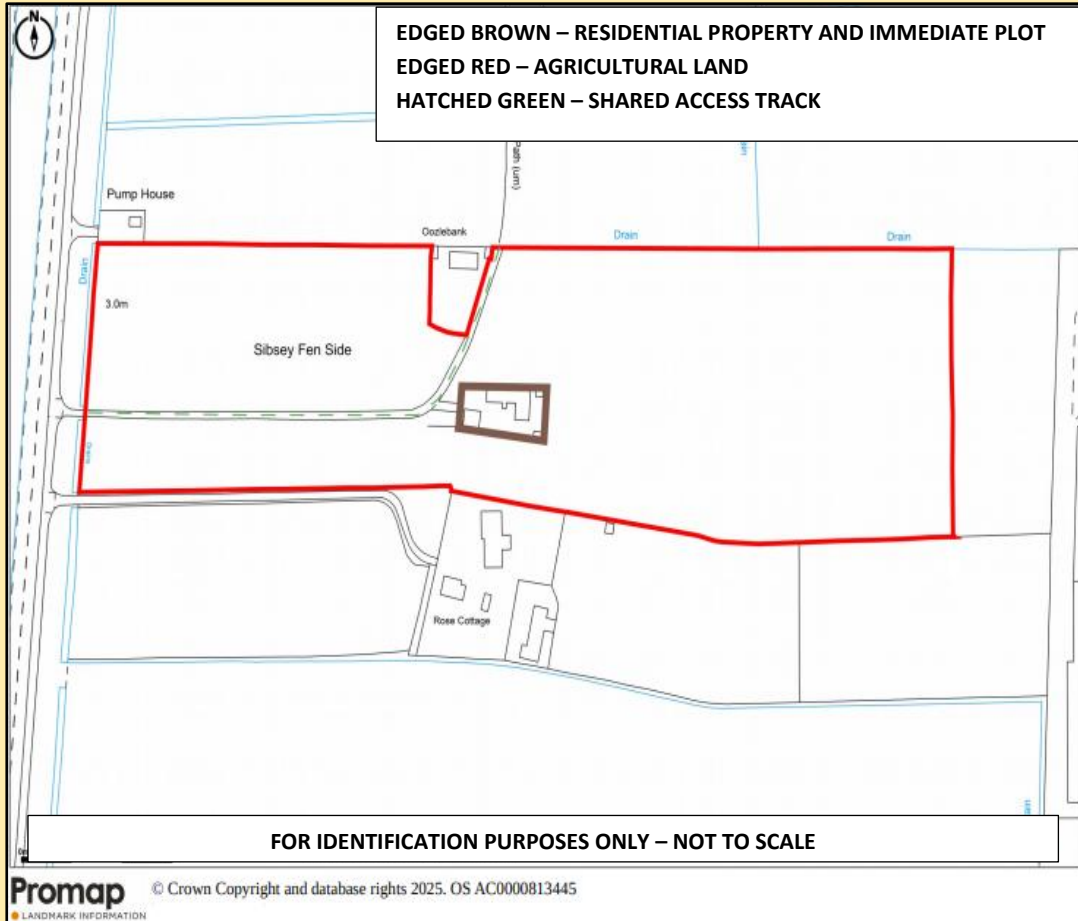 N
EDGED BROWN – RESIDENTIAL PROPERTY AND IMMEDIATE PLOT
EDGED RED – AGRICULTURAL LAND
HATCHED GREEN – SHARED ACCESS TRACK
Path (um)
Pump House
Oozlebank
Drain
Drain
Drain
3.0m
Sibsey Fen Side
Drain
Rose Cottage
FOR IDENTIFICATION PURPOSES ONLY – NOT TO SCALE
Promap
LANDMARK INFORMATION
© Crown Copyright and database rights 2025. OS AC0000813445